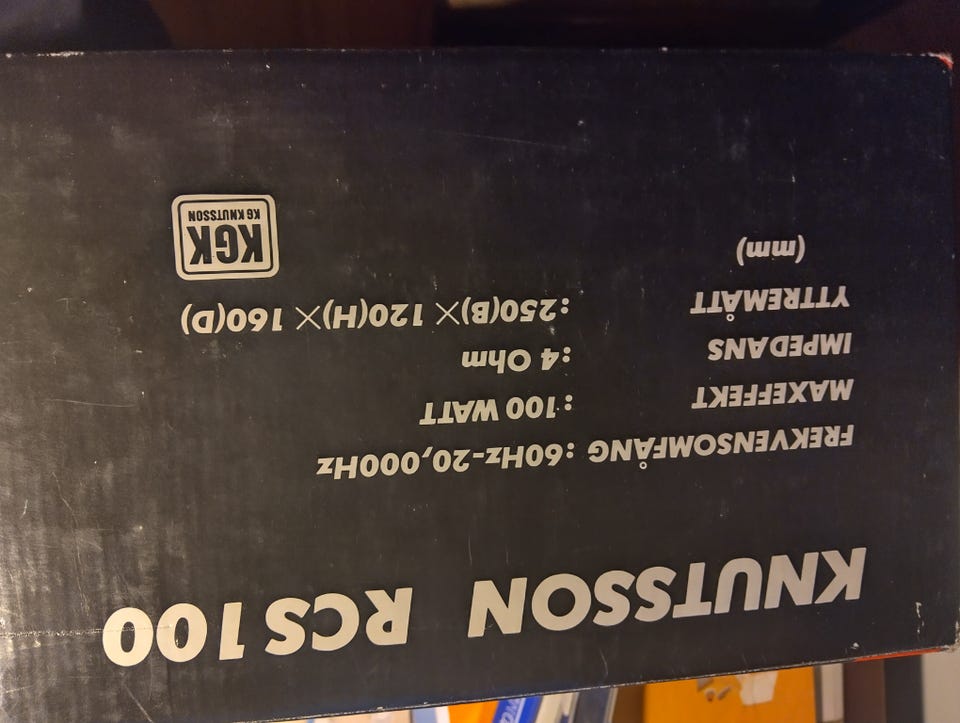 KNUTSSON RCS 100
FREKVENSOMFÅNG : 60Hz-20,000Hz
MAXEFFEKT : 100 WATT
IMPEDANS : 4 Ohm
YTTREMÅTT : 250(B)×120(H)×160(D)
(mm)
KGK
KG KNUTSSON